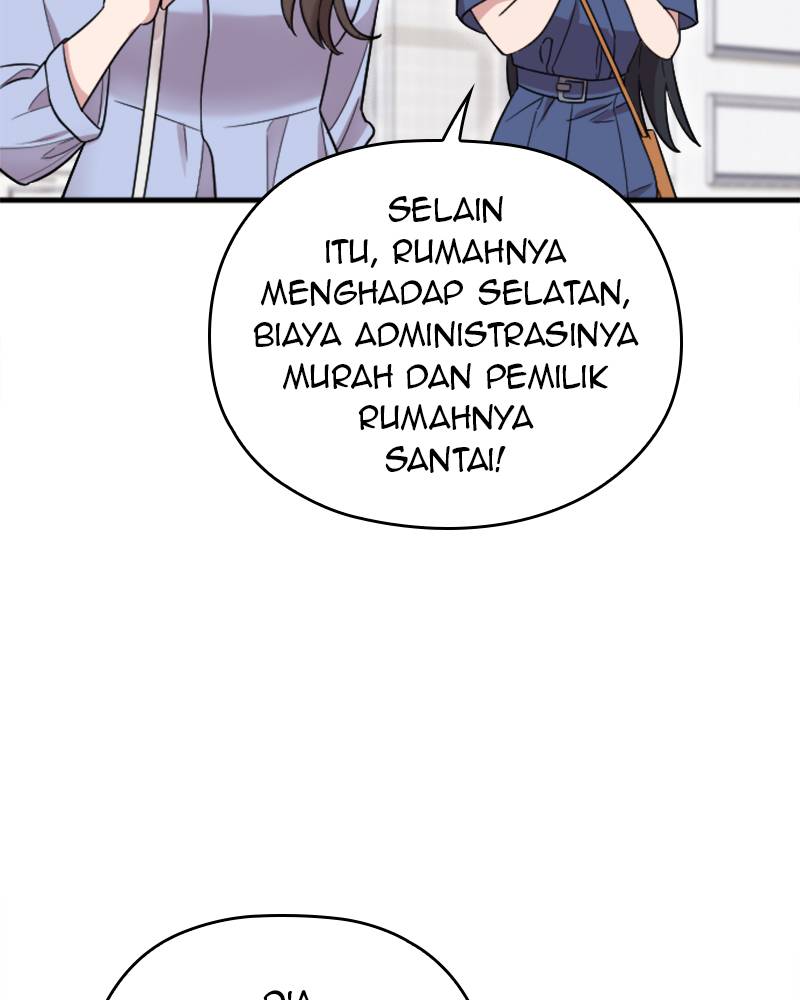 SELAIN
ITU, RUMAHNYA
MENGHADAP SELATAN,
BIAYA ADMINISTRASINYA
MURAH DAN PEMILIK
RUMAHNYA
SANTAI!